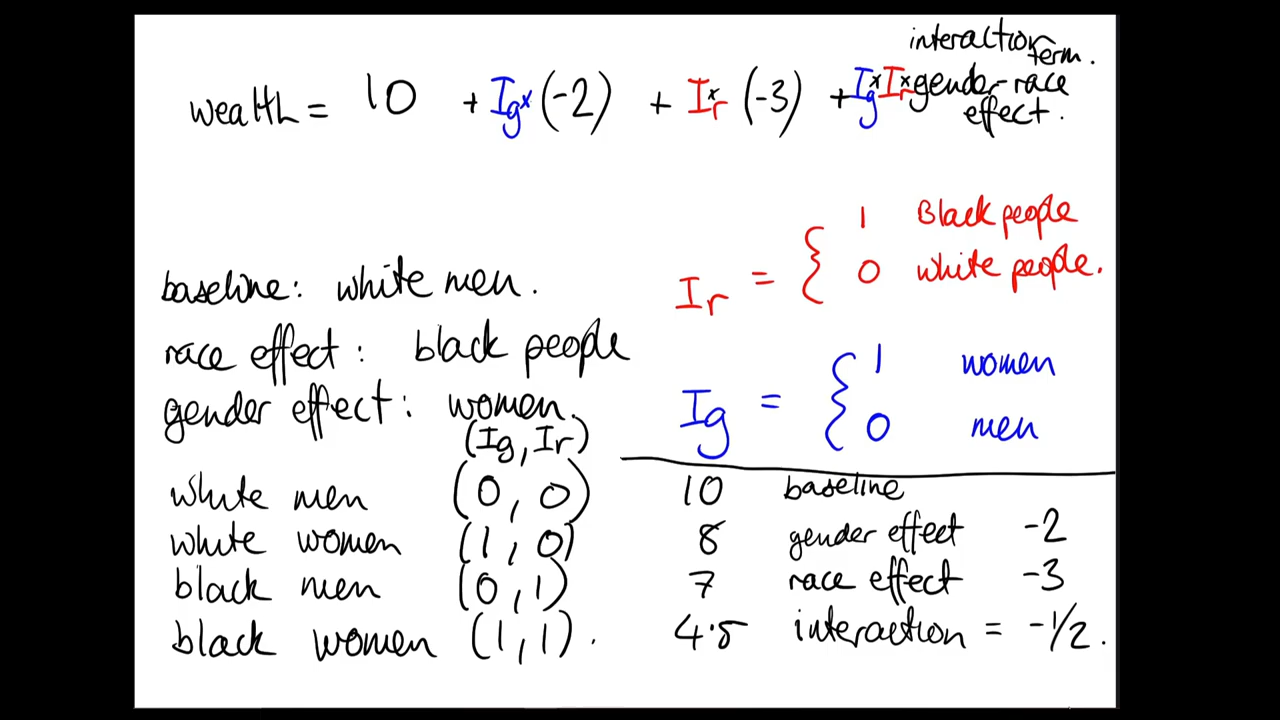 interaction
term.
wealth = 10 + Ig × (-2) + Ir × (-3) + Ig × Ir × gender-race
effect.
Ir = { 1 Black people
0 white people.
baseline: white men.
race effect: black people
Ig = { 1 women
0 men
gender effect: women.
(Ig, Ir)
white men (0, 0) 10 baseline
white women (1, 0) 8 gender effect -2
black men (0, 1) 7 race effect -3
black women (1, 1). 4.5 interaction = -1/2.